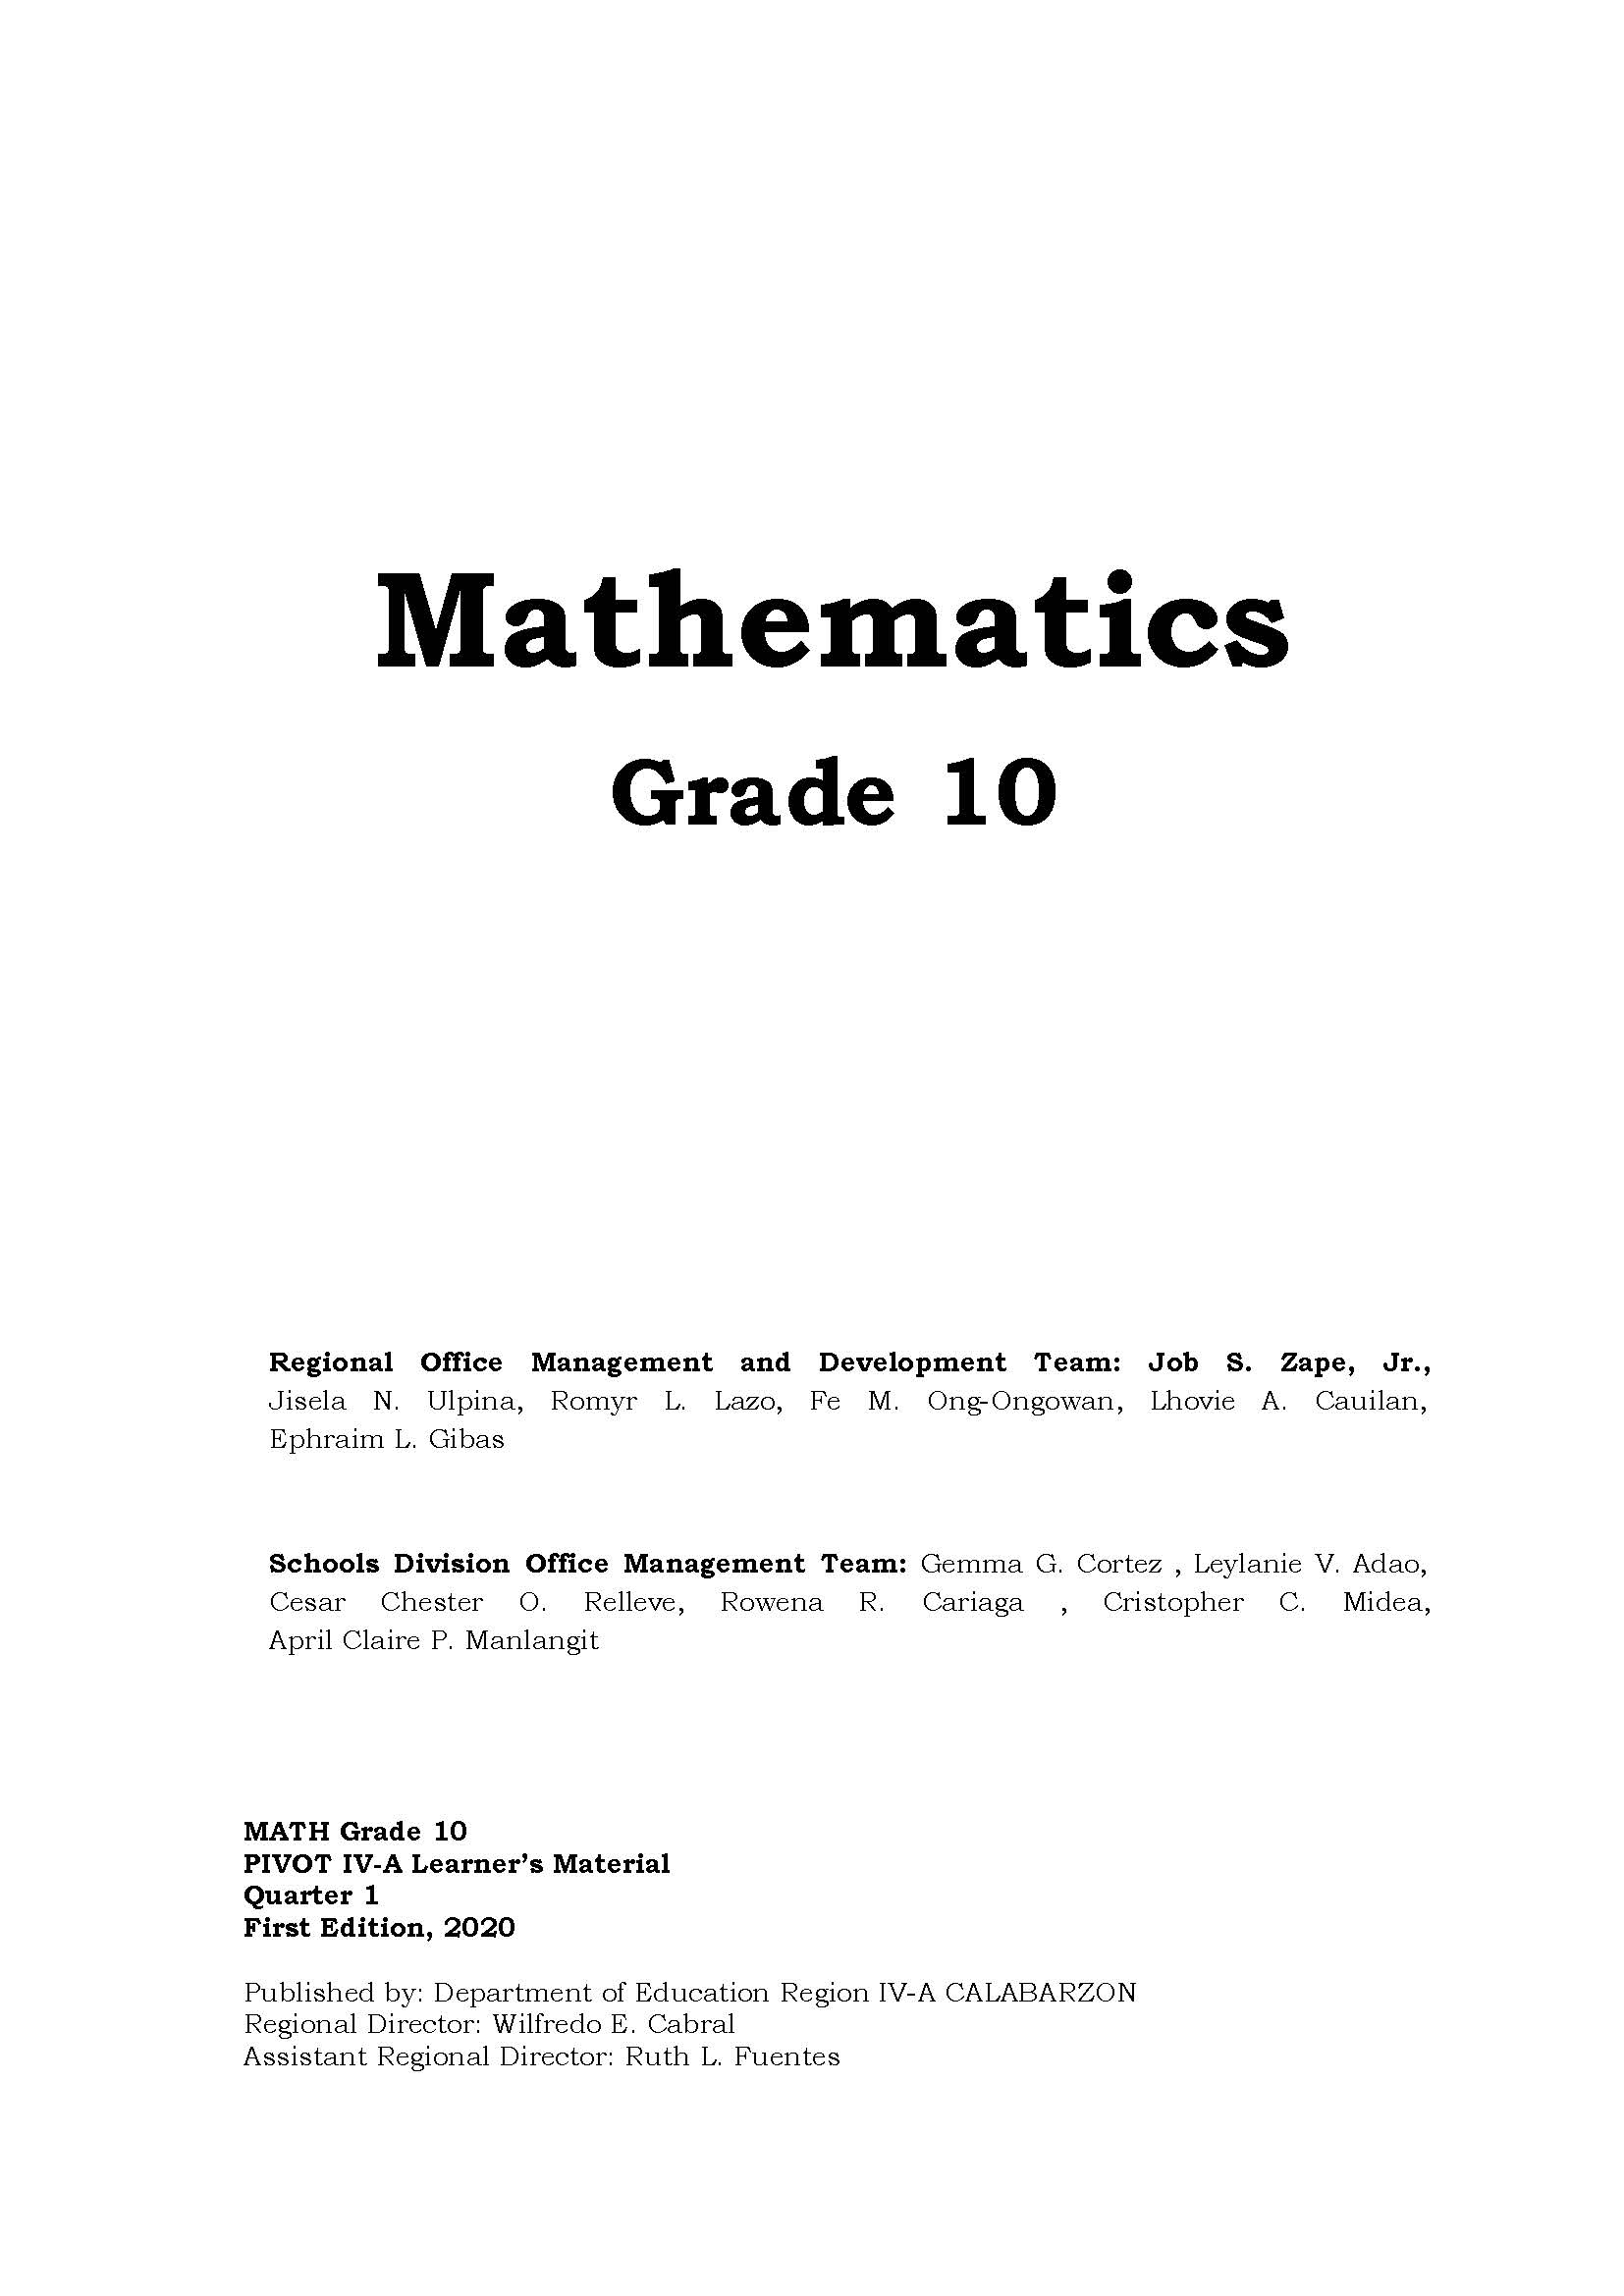 Mathematics
Grade 10
Regional Office Management and Development Team: Job S. Zape, Jr.,
Jisela N. Ulpina, Romyr L. Lazo, Fe M. Ong-Ongowan, Lhovie A. Cauilan,
Ephraim L. Gibas
Schools Division Office Management Team: Gemma G. Cortez , Leylanie V. Adao,
Cesar Chester O. Relleve, Rowena R. Cariaga , Cristopher C. Midea,
April Claire P. Manlangit
MATH Grade 10
PIVOT IV-A Learner’s Material
Quarter 1
First Edition, 2020
Published by: Department of Education Region IV-A CALABARZON
Regional Director: Wilfredo E. Cabral
Assistant Regional Director: Ruth L. Fuentes